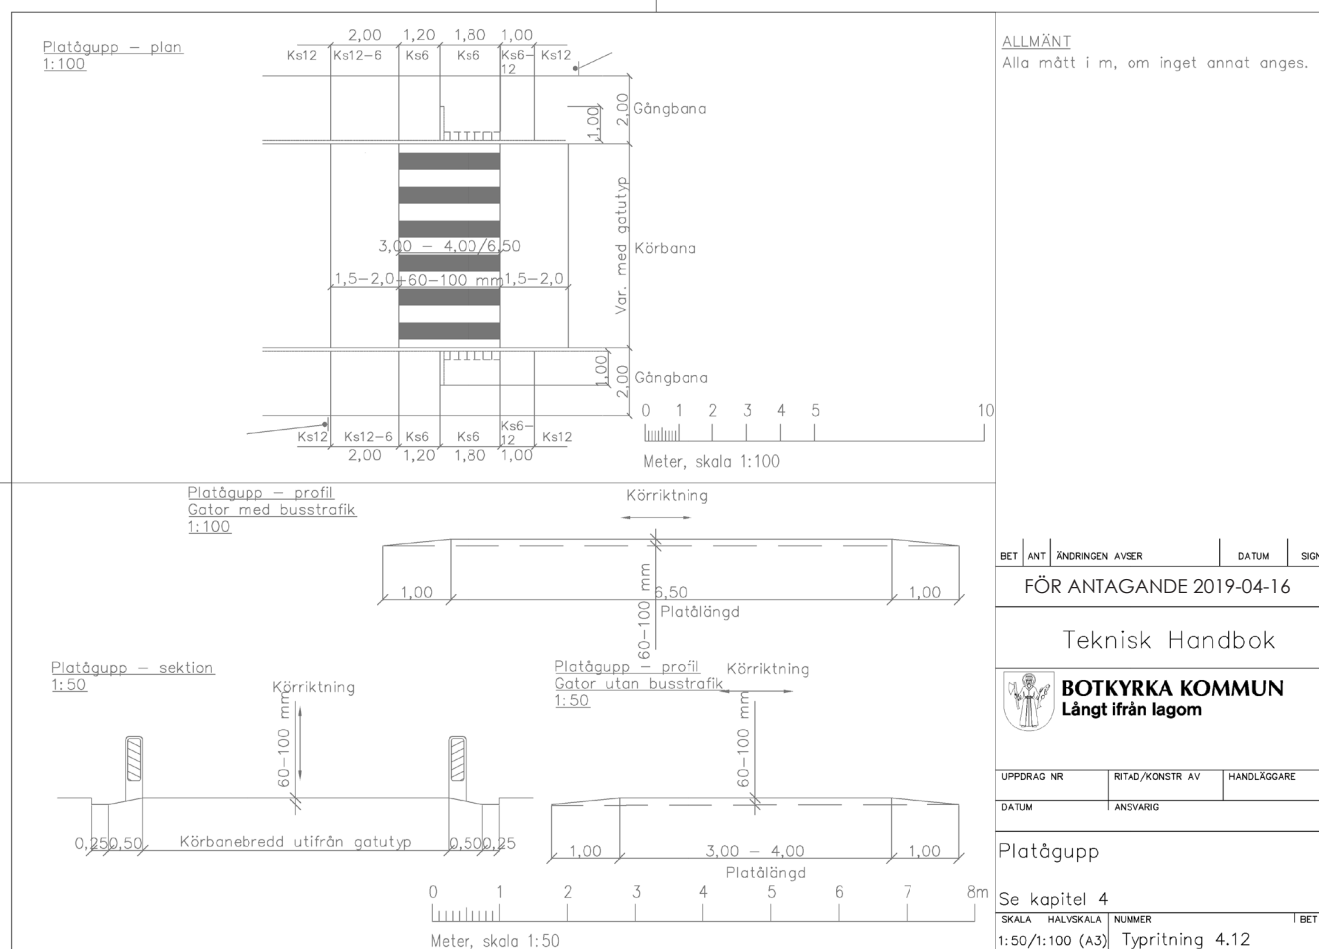 Platågupp – plan
1:100
2,00 1,20 1,80 1,00
Ks12 Ks12–6 Ks6 Ks6 Ks6–12 Ks12
1,00
2,00
Gångbana
Var. med gatutyp
Körbana
3,00 – 4,00/6,50
1,5–2,0 +60–100 mm 1,5–2,0
1,00
2,00
Gångbana
Ks12 Ks12–6 Ks6 Ks6 Ks6–12 Ks12
2,00 1,20 1,80 1,00
0 1 2 3 4 5 10
Meter, skala 1:100
Platågupp – profil
Gator med busstrafik
1:100
Körriktning
60–100 mm
1,00 6,50 1,00
Platålängd
Platågupp – sektion
1:50
Körriktning
60–100 mm
0,25 0,50 Körbanebredd utifrån gatutyp 0,50 0,25
Platågupp – profil
Gator utan busstrafik
1:50
Körriktning
60–100 mm
1,00 3,00 – 4,00 1,00
Platålängd
0 1 2 3 4 5 6 7 8m
Meter, skala 1:50
ALLMÄNT
Alla mått i m, om inget annat anges.
BET ANT ÄNDRINGEN AVSER DATUM SIGN
FÖR ANTAGANDE 2019-04-16
Teknisk Handbok
BOTKYRKA KOMMUN
Långt ifrån lagom
UPPDRAG NR RITAD/KONSTR AV HANDLÄGGARE
DATUM ANSVARIG
Platågupp
Se kapitel 4
SKALA HALVSKALA NUMMER BET
1:50/1:100 (A3) Typritning 4.12